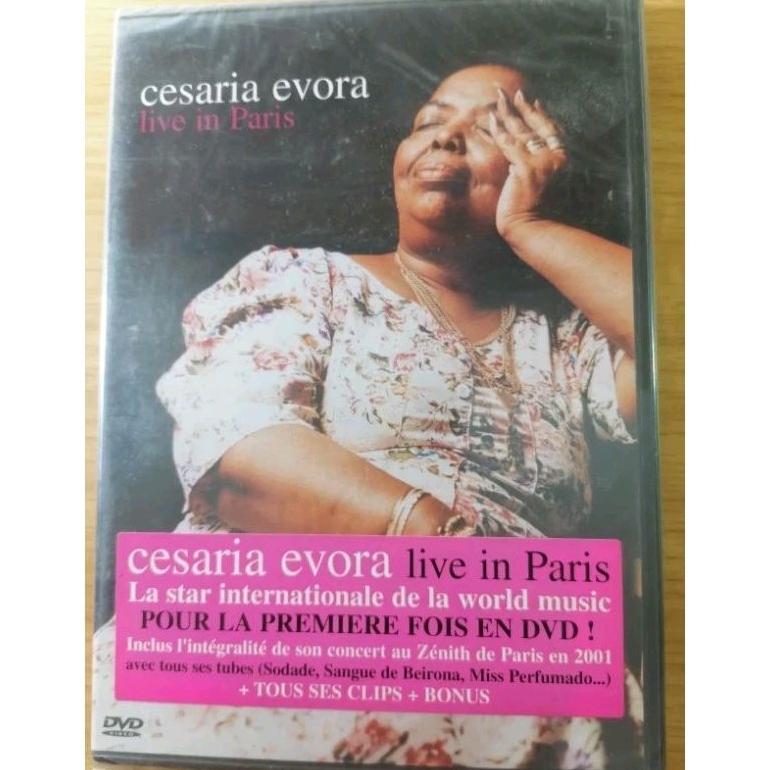 cesaria evora
live in Paris
cesaria evora live in Paris
La star internationale de la world music
POUR LA PREMIERE FOIS EN DVD !
Inclus l'intégralité de son concert au Zénith de Paris en 2001
avec tous ses tubes (Sodade, Sangue de Beirona, Miss Perfumado...)
+ TOUS SES CLIPS + BONUS
DVD
VIDEO